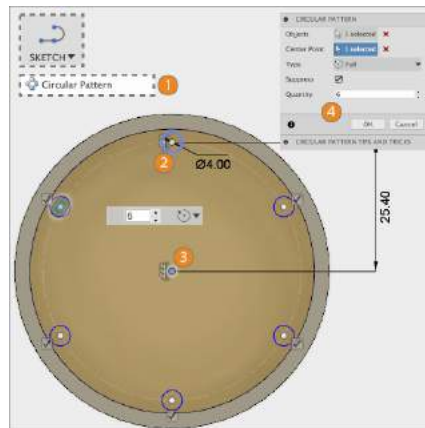 SKETCH▼
Circular Pattern
1
CIRCULAR PATTERN
Objects
1 selected ×
Center Point
1 selected ×
Type
Full
Suppress
Quantity
6
4
OK
Cancel
CIRCULAR PATTERN TIPS AND TRICKS
2
Ø4.00
25.40
6
3